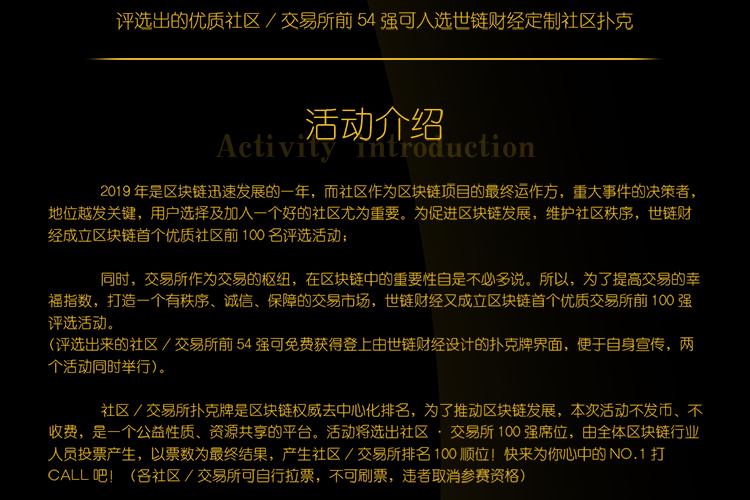 评选出的优质社区 / 交易所前 54 强可入选世链财经定制社区扑克
活动介绍
Activity introduction
2019 年是区块链迅速发展的一年，而社区作为区块链项目的最终运作方，重大事件的决策者，
地位越发关键，用户选择及加入一个好的社区尤为重要。为促进区块链发展，维护社区秩序，世链财
经成立区块链首个优质社区前 100 名评选活动；
同时，交易所作为交易的枢纽，在区块链中的重要性自是不必多说。所以，为了提高交易的幸
福指数，打造一个有秩序、诚信、保障的交易市场，世链财经又成立区块链首个优质交易所前 100 强
评选活动。
(评选出来的社区 / 交易所前 54 强可免费获得登上由世链财经设计的扑克牌界面，便于自身宣传，两
个活动同时举行)。
社区 / 交易所扑克牌是区块链权威去中心化排名，为了推动区块链发展，本次活动不发币、不
收费，是一个公益性质、资源共享的平台。活动将选出社区 · 交易所 100 强席位，由全体区块链行业
人员投票产生，以票数为最终结果，产生社区 / 交易所排名 100 顺位！快来为你心中的 NO.1 打
CALL 吧！（各社区 / 交易所可自行拉票，不可刷票，违者取消参赛资格）